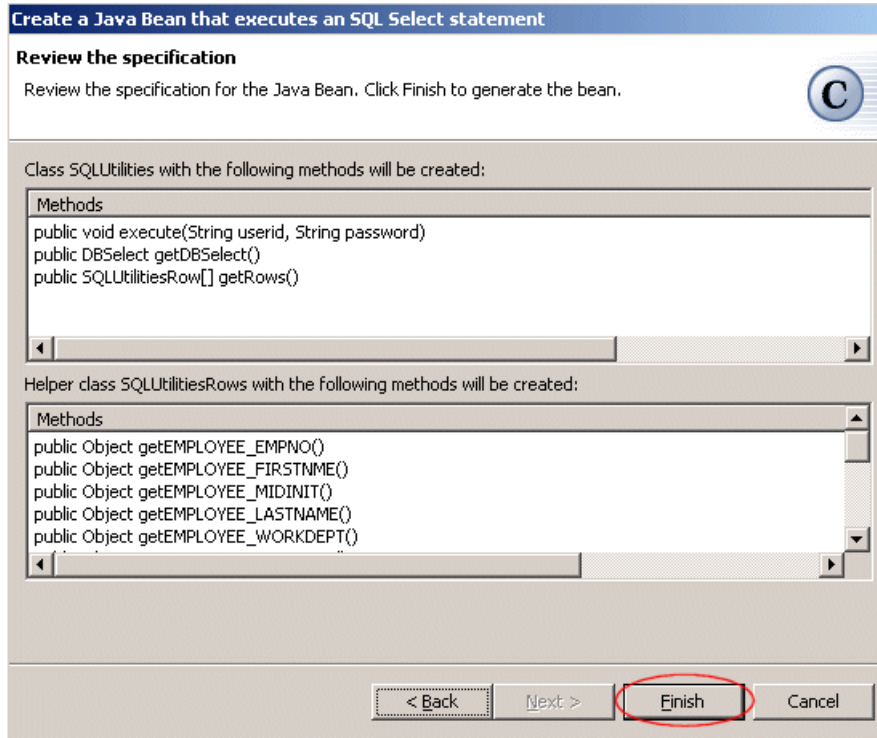 Create a Java Bean that executes an SQL Select statement
Review the specification
Review the specification for the Java Bean. Click Finish to generate the bean.
C
Class SQLUtilities with the following methods will be created:
Methods
public void execute(String userid, String password)
public DBSelect getDBSelect()
public SQLUtilitiesRow[] getRows()
Helper class SQLUtilitiesRows with the following methods will be created:
Methods
public Object getEMPLOYEE_EMPNO()
public Object getEMPLOYEE_FIRSTNME()
public Object getEMPLOYEE_MIDINIT()
public Object getEMPLOYEE_LASTNAME()
public Object getEMPLOYEE_WORKDEPT()
< Back Next > Finish Cancel